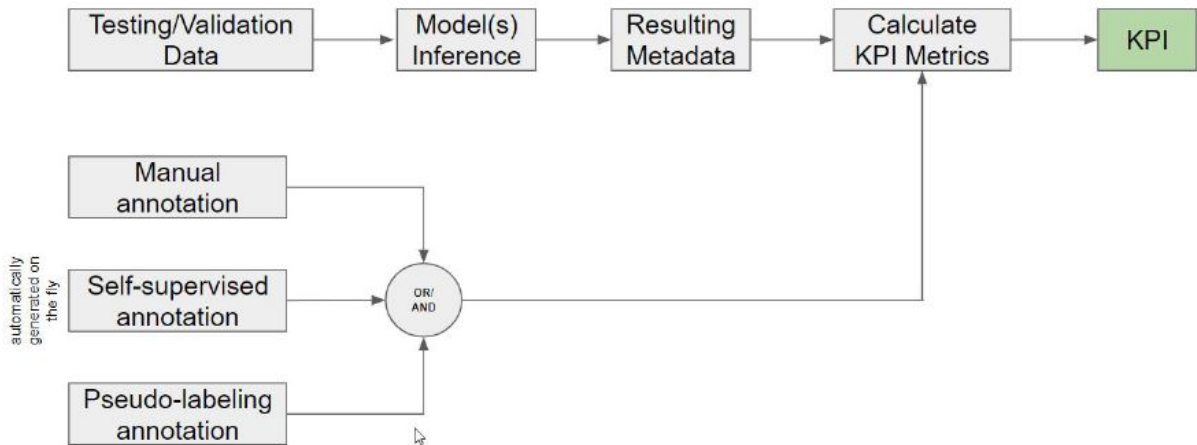 Testing/Validation
Data
Model(s)
Inference
Resulting
Metadata
Calculate
KPI Metrics
KPI
Manual
annotation
automatically
generated on
the fly
Self-supervised
annotation
OR/
AND
Pseudo-labeling
annotation